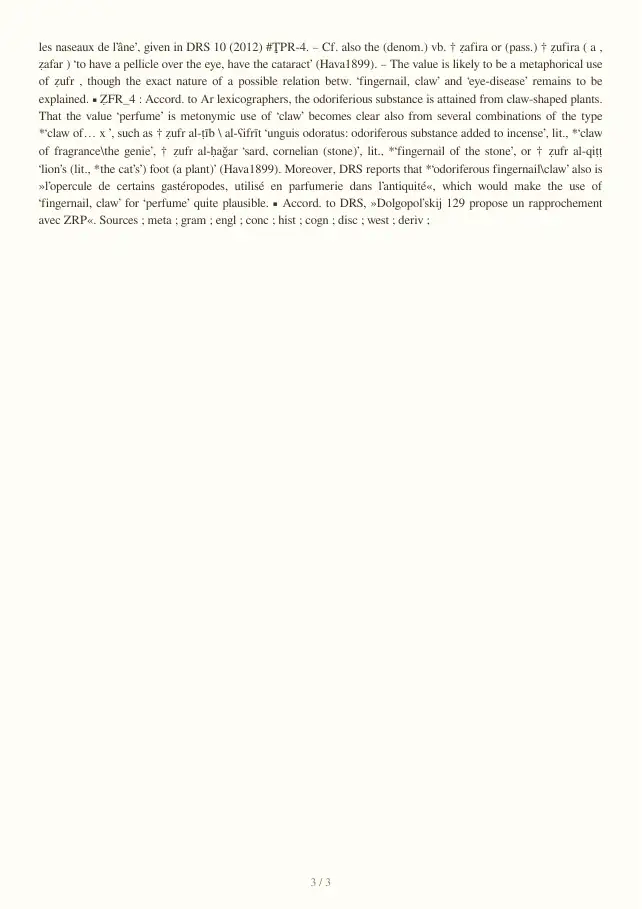 les naseaux de l'âne', given in DRS 10 (2012) #ṮPR-4. – Cf. also the (denom.) vb. † ẓafira or (pass.) † ẓufira ( a ,
ẓafar ) ‘to have a pellicle over the eye, have the cataract’ (Hava1899). – The value is likely to be a metaphorical use
of ẓufr , though the exact nature of a possible relation betw. ‘fingernail, claw’ and ‘eye-disease’ remains to be
explained. ▪ ẒFR_4 : Accord. to Ar lexicographers, the odoriferious substance is attained from claw-shaped plants.
That the value ‘perfume’ is metonymic use of ‘claw’ becomes clear also from several combinations of the type
*‘claw of… x ’, such as † ẓufr al-ṭīb \ al-ʕifrīt ‘unguis odoratus: odoriferous substance added to incense’, lit., *‘claw
of fragrance\the genie’, † ẓufr al-ḥaǧar ‘sard, cornelian (stone)’, lit., *‘fingernail of the stone’, or † ẓufr al-qiṭṭ
‘lion's (lit., *the cat's’) foot (a plant)’ (Hava1899). Moreover, DRS reports that *‘odoriferous fingernail\claw’ also is
»l'opercule de certains gastéropodes, utilisé en parfumerie dans l'antiquité«, which would make the use of
‘fingernail, claw’ for ‘perfume’ quite plausible. ▪ Accord. to DRS, »Dolgopol'skij 129 propose un rapprochement
avec ZRP«. Sources ; meta ; gram ; engl ; conc ; hist ; cogn ; disc ; west ; deriv ;
3 / 3